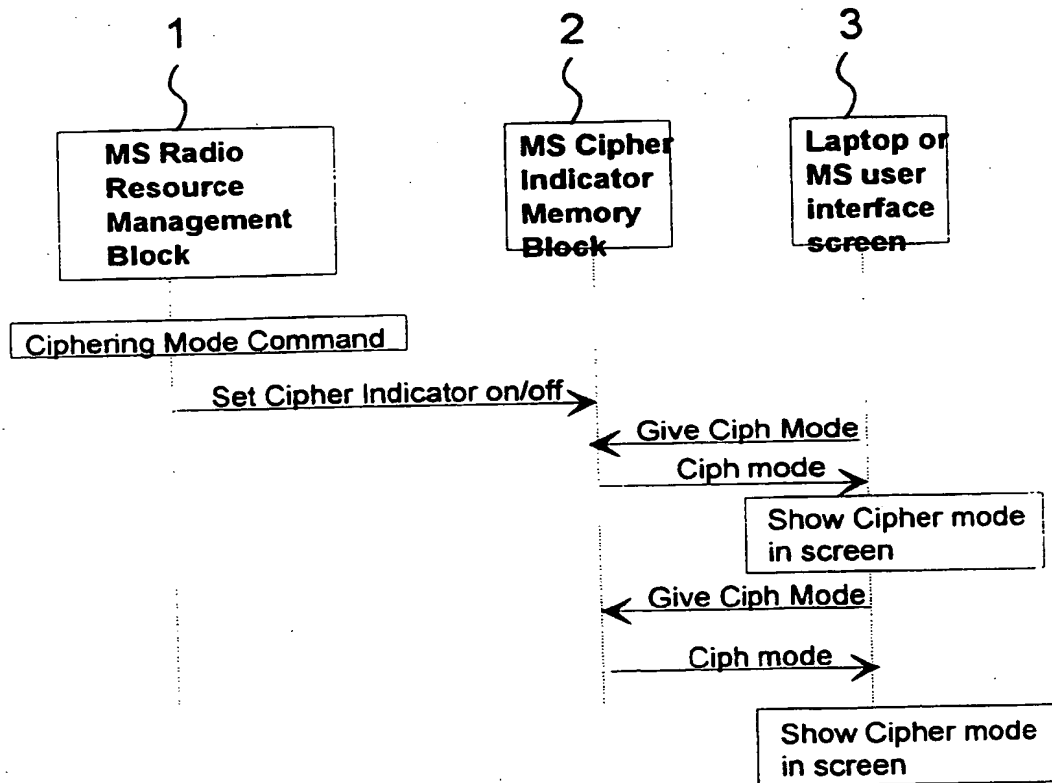 1
2
3
MS Radio
Resource
Management
Block
MS Cipher
Indicator
Memory
Block
Laptop or
MS user
interface
screen
Ciphering Mode Command
Set Cipher Indicator on/off
Give Ciph Mode
Ciph mode
Show Cipher mode
in screen
Give Ciph Mode
Ciph mode
Show Cipher mode
in screen